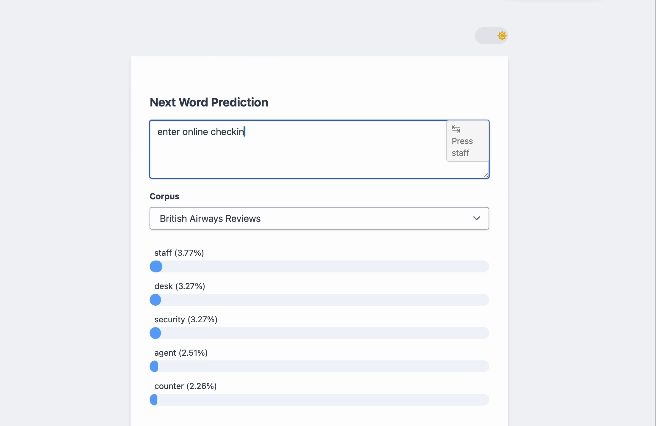 Next Word Prediction
enter online checkin
Press
staff
Corpus
British Airways Reviews
staff (3.77%)
desk (3.27%)
security (3.27%)
agent (2.51%)
counter (2.26%)